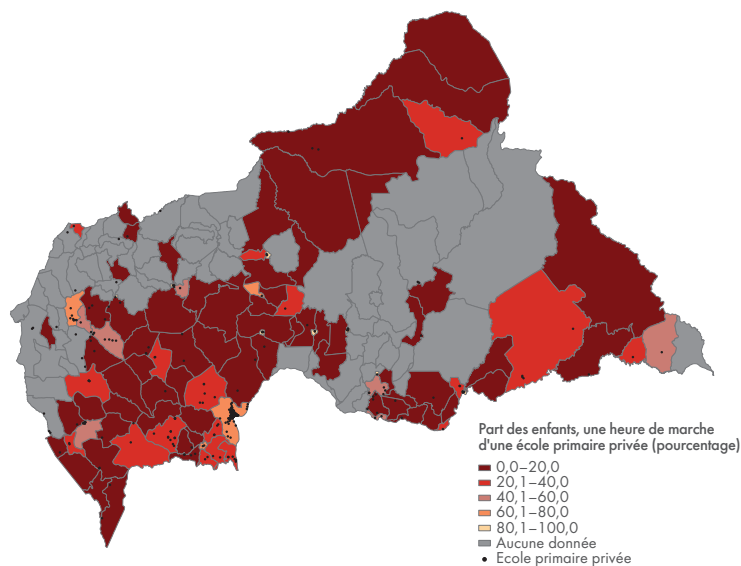 Part des enfants, une heure de marche
d'une école primaire privée (pourcentage)
0,0–20,0
20,1–40,0
40,1–60,0
60,1–80,0
80,1–100,0
Aucune donnée
Ecole primaire privée